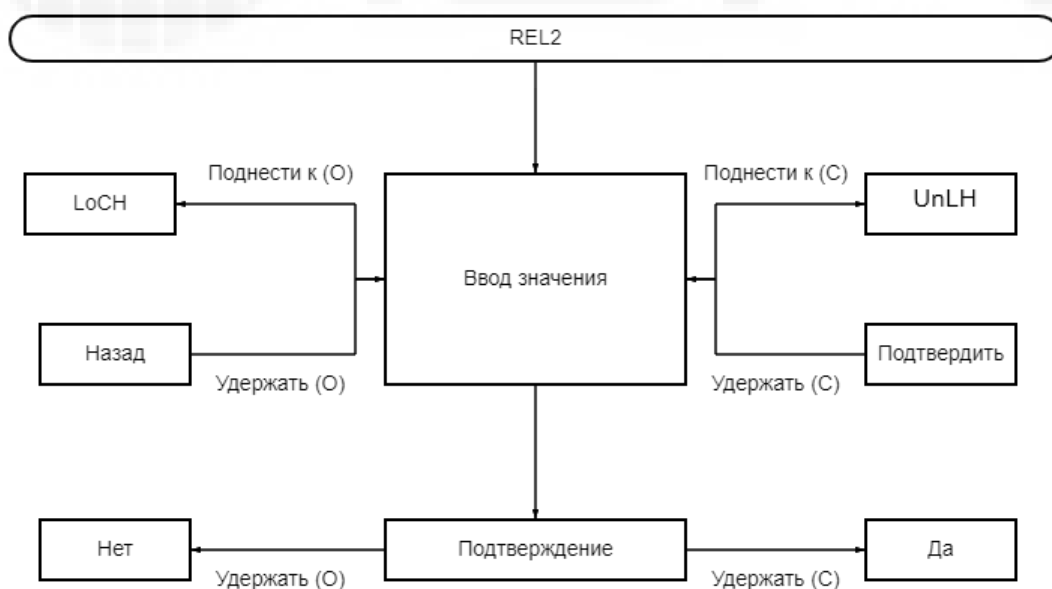 REL2
Поднести к (O)
Поднести к (C)
LoCH
UnLH
Ввод значения
Назад
Подтвердить
Удержать (O)
Удержать (C)
Нет
Подтверждение
Да
Удержать (O)
Удержать (C)